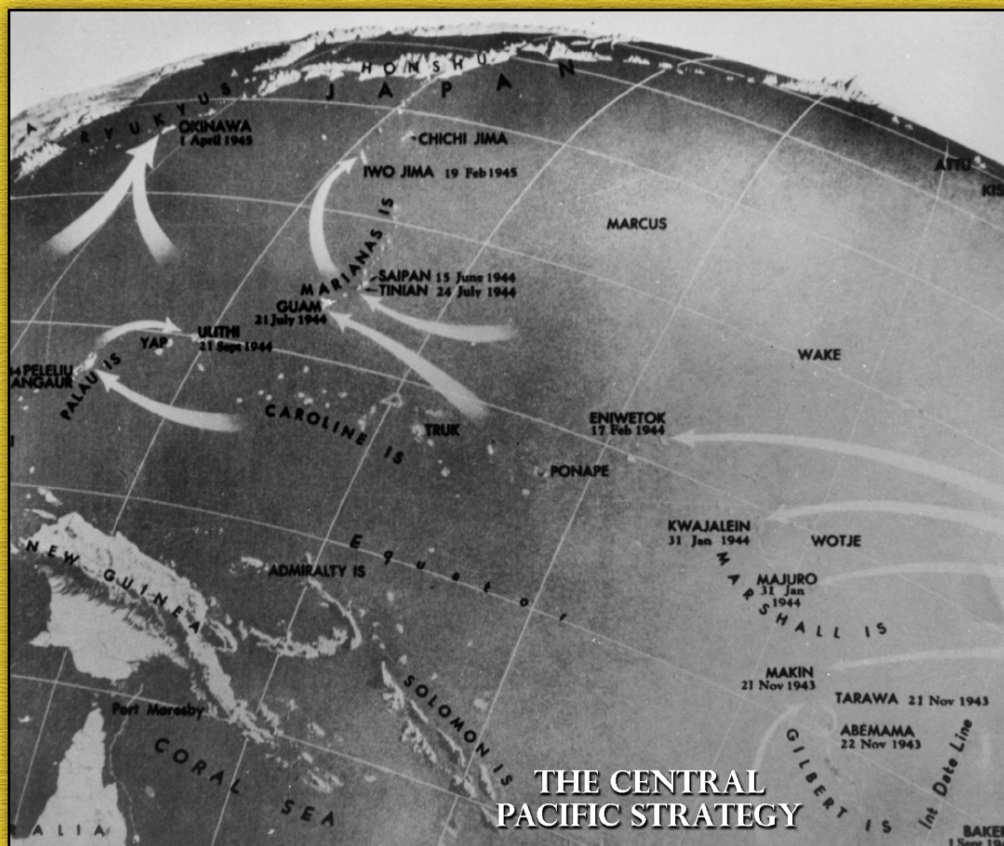 HONSHU
JAPAN
RYUKYUS
OKINAWA
1 April 1945
CHICHI JIMA
IWO JIMA 19 Feb 1945
ATTU
KIS
MARCUS
MARIANAS IS
SAIPAN 15 June 1944
TINIAN 24 July 1944
GUAM
21 July 1944
ULITHI
21 Sept 1944
YAP
WAKE
44 PELELIU
ANGAUR
PALAU IS
CAROLINE IS
TRUK
ENIWETOK
17 Feb 1944
PONAPE
KWAJALEIN
31 Jan 1944
WOTJE
NEW GUINEA
Equator
ADMIRALTY IS
MAJURO
31 Jan
1944
MARSHALL IS
MAKIN
21 Nov 1943
TARAWA 21 Nov 1943
SOLOMON IS
Port Moresby
ABEMAMA
22 Nov 1943
GILBERT IS
Int Date Line
CORAL SEA
RALIA
BAKE
THE CENTRAL
PACIFIC STRATEGY